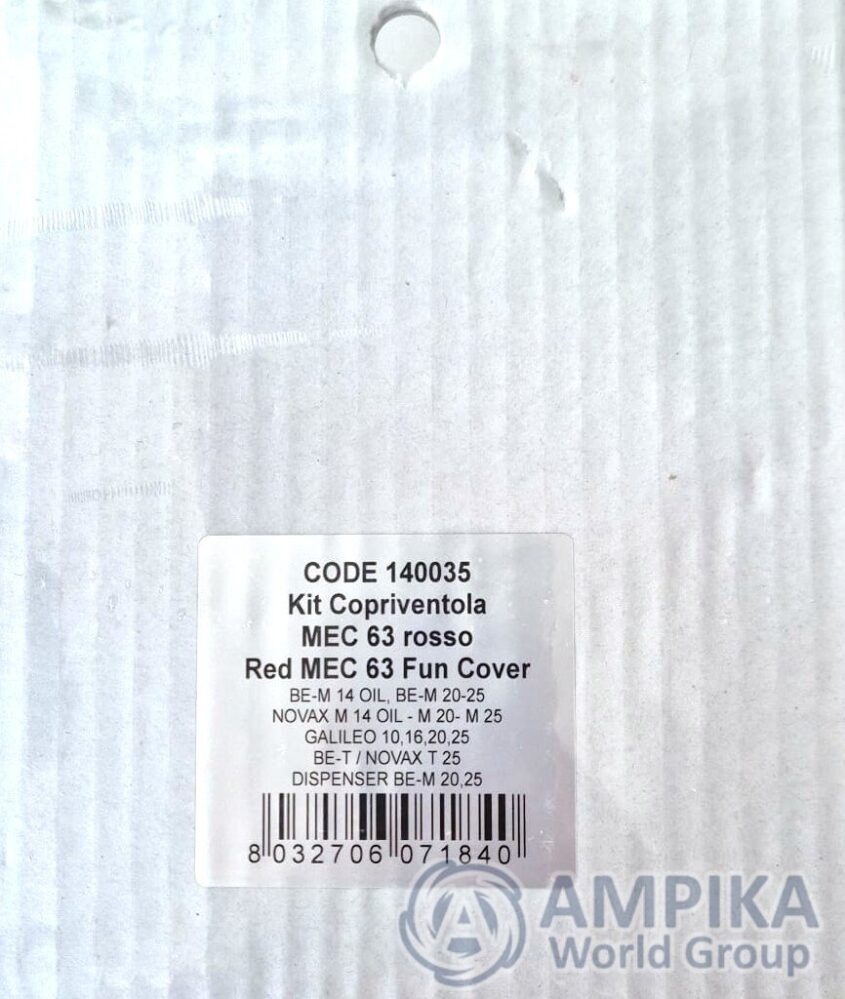 CODE 140035
Kit Copriventola
MEC 63 rosso
Red MEC 63 Fun Cover
BE-M 14 OIL, BE-M 20-25
NOVAX M 14 OIL - M 20- M 25
GALILEO 10,16,20,25
BE-T / NOVAX T 25
DISPENSER BE-M 20,25
8 032706 071840
AMPIKA
World Group